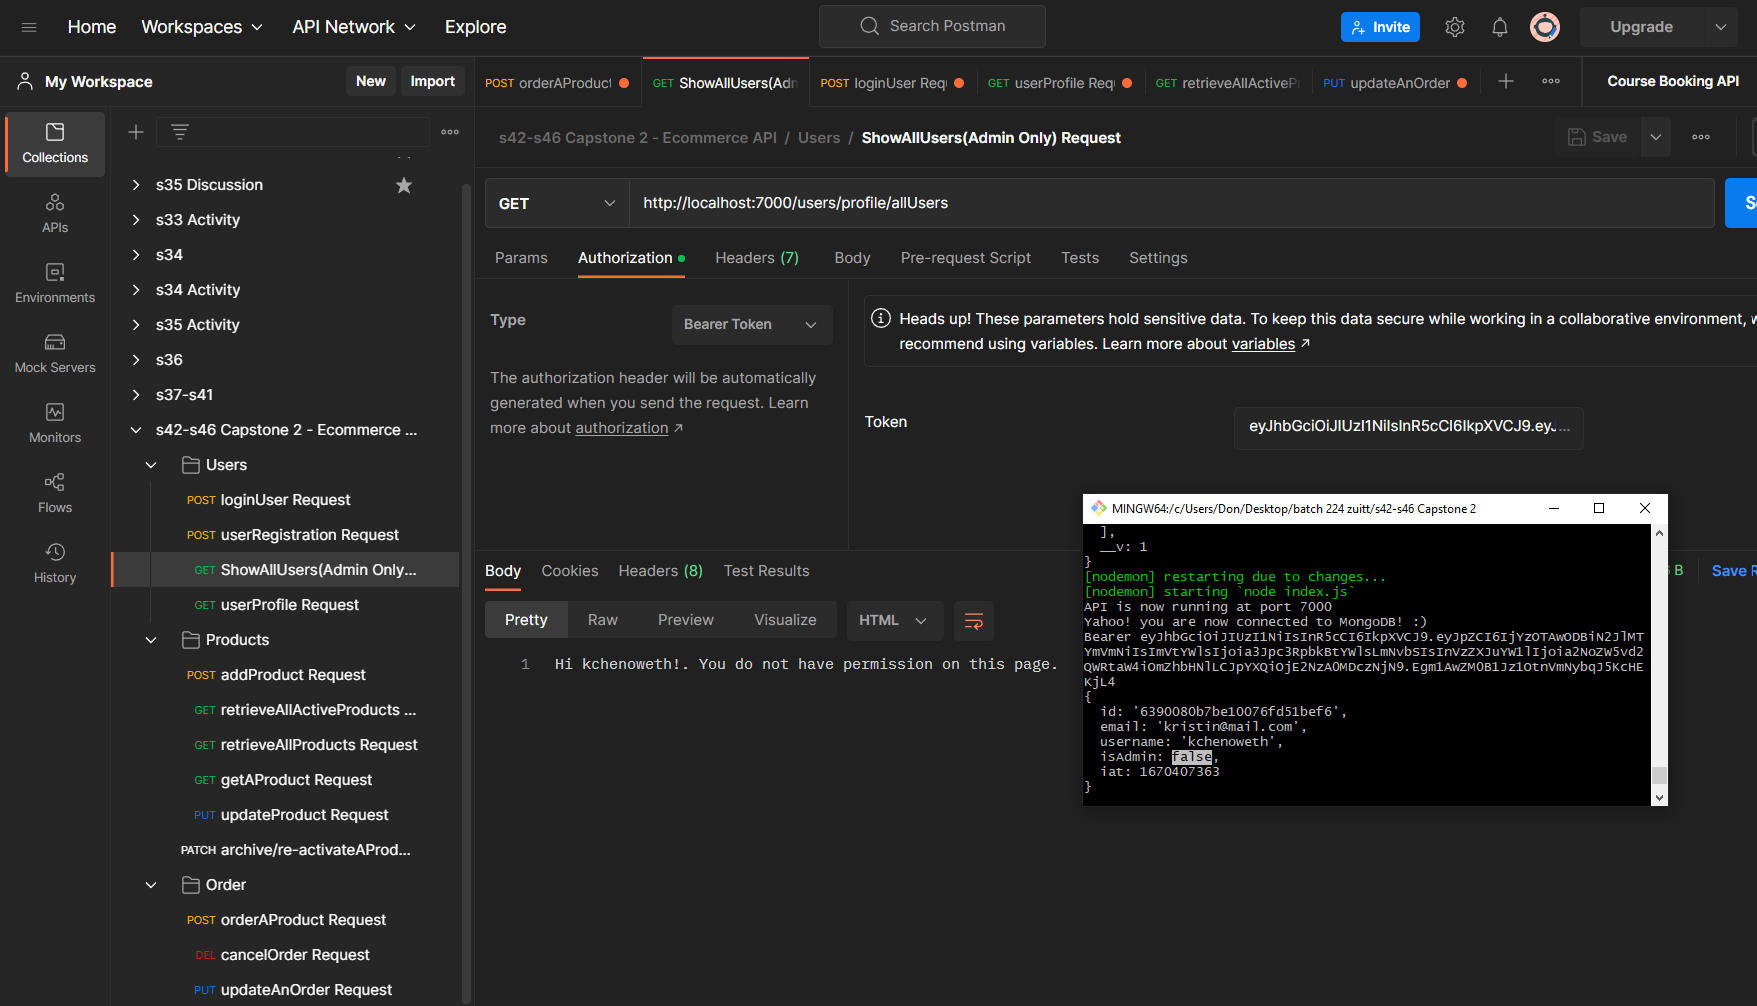 Home
Workspaces
API Network
Explore
Search Postman
Invite
Upgrade
My Workspace
New
Import
POST orderAProduct
GET ShowAllUsers(Adn
POST loginUser Req
GET userProfile Req
GET retrieveAllActiveP
PUT updateAnOrder
Course Booking API
Collections
APIs
Environments
Mock Servers
Monitors
Flows
History
s35 Discussion
s33 Activity
s34
s34 Activity
s35 Activity
s36
s37-s41
s42-s46 Capstone 2 - Ecommerce ...
Users
POST loginUser Request
POST userRegistration Request
GET ShowAllUsers(Admin Only...
GET userProfile Request
Products
POST addProduct Request
GET retrieveAllActiveProducts ...
GET retrieveAllProducts Request
GET getAProduct Request
PUT updateProduct Request
PATCH archive/re-activateAProd...
Order
POST orderAProduct Request
DEL cancelOrder Request
PUT updateAnOrder Request
s42-s46 Capstone 2 - Ecommerce API / Users / ShowAllUsers(Admin Only) Request
Save
GET
http://localhost:7000/users/profile/allUsers
Params
Authorization
Headers (7)
Body
Pre-request Script
Tests
Settings
Type
Bearer Token
The authorization header will be automatically
generated when you send the request. Learn
more about authorization ↗
Heads up! These parameters hold sensitive data. To keep this data secure while working in a collaborative environment, w
recommend using variables. Learn more about variables ↗
Token
eyJhbGciOiJIUzI1NiIsInR5cCI6IkpXVCJ9.eyJ...
Body
Cookies
Headers (8)
Test Results
B
Save R
Pretty
Raw
Preview
Visualize
HTML
1 Hi kchenoweth!. You do not have permission on this page.
MINGW64:/c/Users/Don/Desktop/batch 224 zuitt/s42-s46 Capstone 2
],
__v: 1
}
[nodemon] restarting due to changes...
[nodemon] starting `node index.js`
API is now running at port 7000
Yahoo! you are now connected to MongoDB! :)
Bearer eyJhbGciOiJIUzI1NiIsInR5cCI6IkpXVCJ9.eyJpZCI6IjYzOTAwODBiN2JlMT
YmVmNiIsImVtYWlsIjoia3Jpc3RpbkBtYWlsLmNvbSIsInVzZXJuYW1lIjoia2NoZW5vd2
QWRtaW4iOmZhbHNlLCJpYXQiOjE2NzA0MDczNjN9.Egm1AwZM0B1Jz1OtnVmNybqJ5KcHE
KjL4
{
id: '6390080b7be10076fd51bef6',
email: 'kristin@mail.com',
username: 'kchenoweth',
isAdmin: false,
iat: 1670407363
}